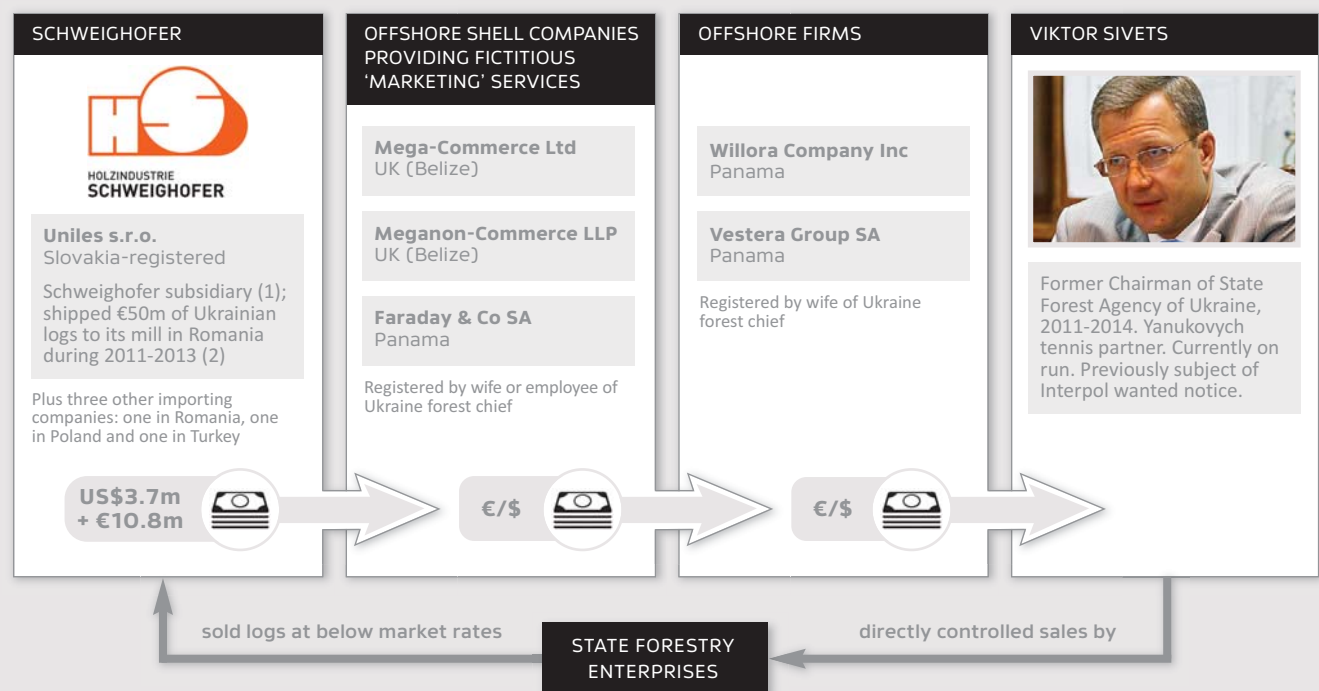 SCHWEIGHOFER
HS
HOLZINDUSTRIE
SCHWEIGHOFER
Uniles s.r.o.
Slovakia-registered
Schweighofer subsidiary (1);
shipped €50m of Ukrainian
logs to its mill in Romania
during 2011-2013 (2)
Plus three other importing
companies: one in Romania, one
in Poland and one in Turkey
US$3.7m
+ €10.8m
OFFSHORE SHELL COMPANIES
PROVIDING FICTITIOUS
‘MARKETING’ SERVICES
Mega-Commerce Ltd
UK (Belize)
Meganon-Commerce LLP
UK (Belize)
Faraday & Co SA
Panama
Registered by wife or employee of
Ukraine forest chief
€/$
OFFSHORE FIRMS
Willora Company Inc
Panama
Vestera Group SA
Panama
Registered by wife of Ukraine
forest chief
€/$
VIKTOR SIVETS
Former Chairman of State
Forest Agency of Ukraine,
2011-2014. Yanukovych
tennis partner. Currently on
run. Previously subject of
Interpol wanted notice.
sold logs at below market rates
STATE FORESTRY
ENTERPRISES
directly controlled sales by